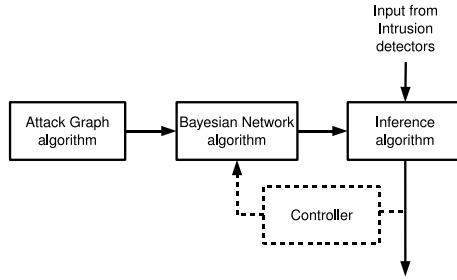 Input from
Intrusion
detectors
Attack Graph
algorithm
Bayesian Network
algorithm
Inference
algorithm
Controller